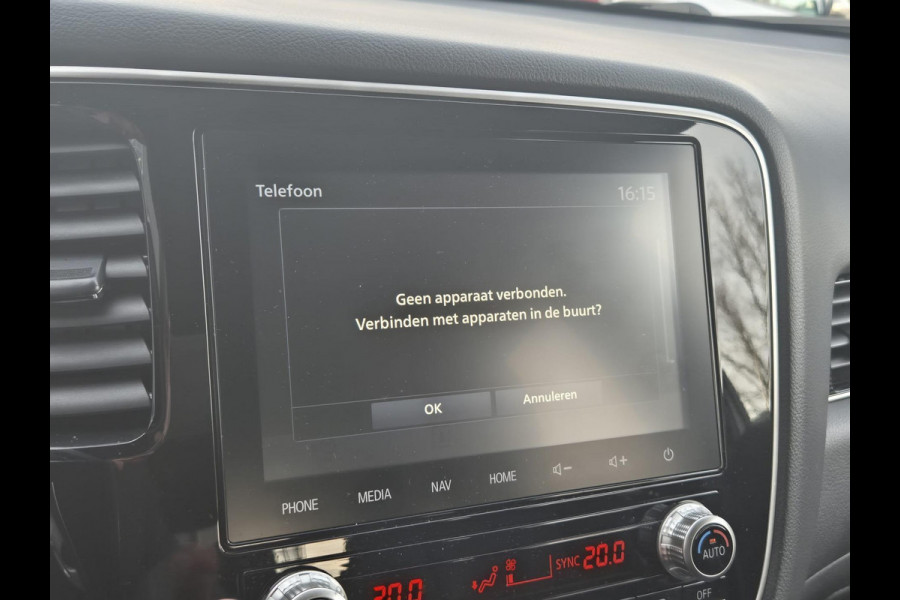 Telefoon 16:15
Geen apparaat verbonden.
Verbinden met apparaten in de buurt?
OK Annuleren
PHONE MEDIA NAV HOME
20.0 SYNC 20.0 AUTO
OFF